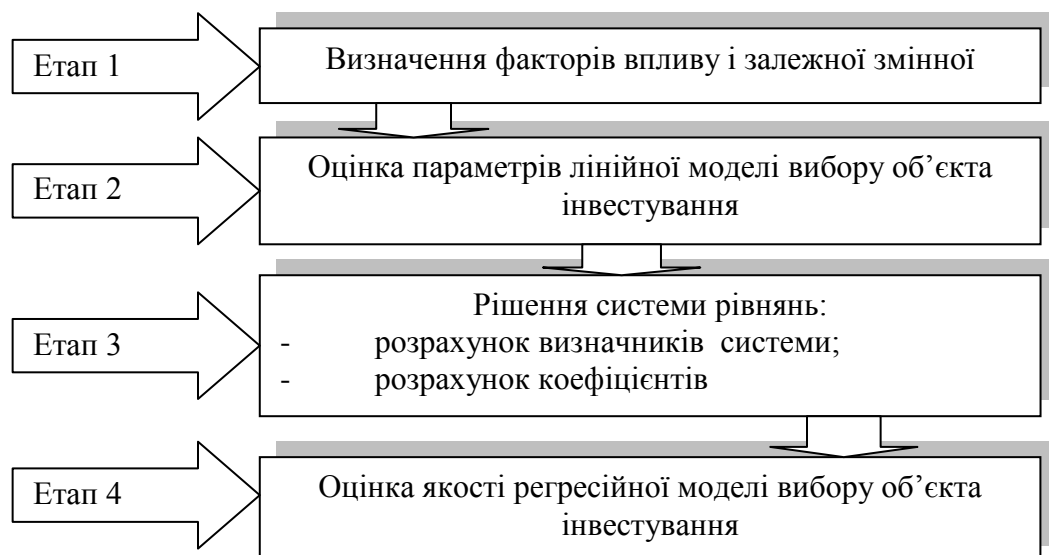 Етап 1
Визначення факторів впливу і залежної змінної
Етап 2
Оцінка параметрів лінійної моделі вибору об’єкта
інвестування
Етап 3
Рішення системи рівнянь:
- розрахунок визначників системи;
- розрахунок коефіцієнтів
Етап 4
Оцінка якості регресійної моделі вибору об’єкта
інвестування